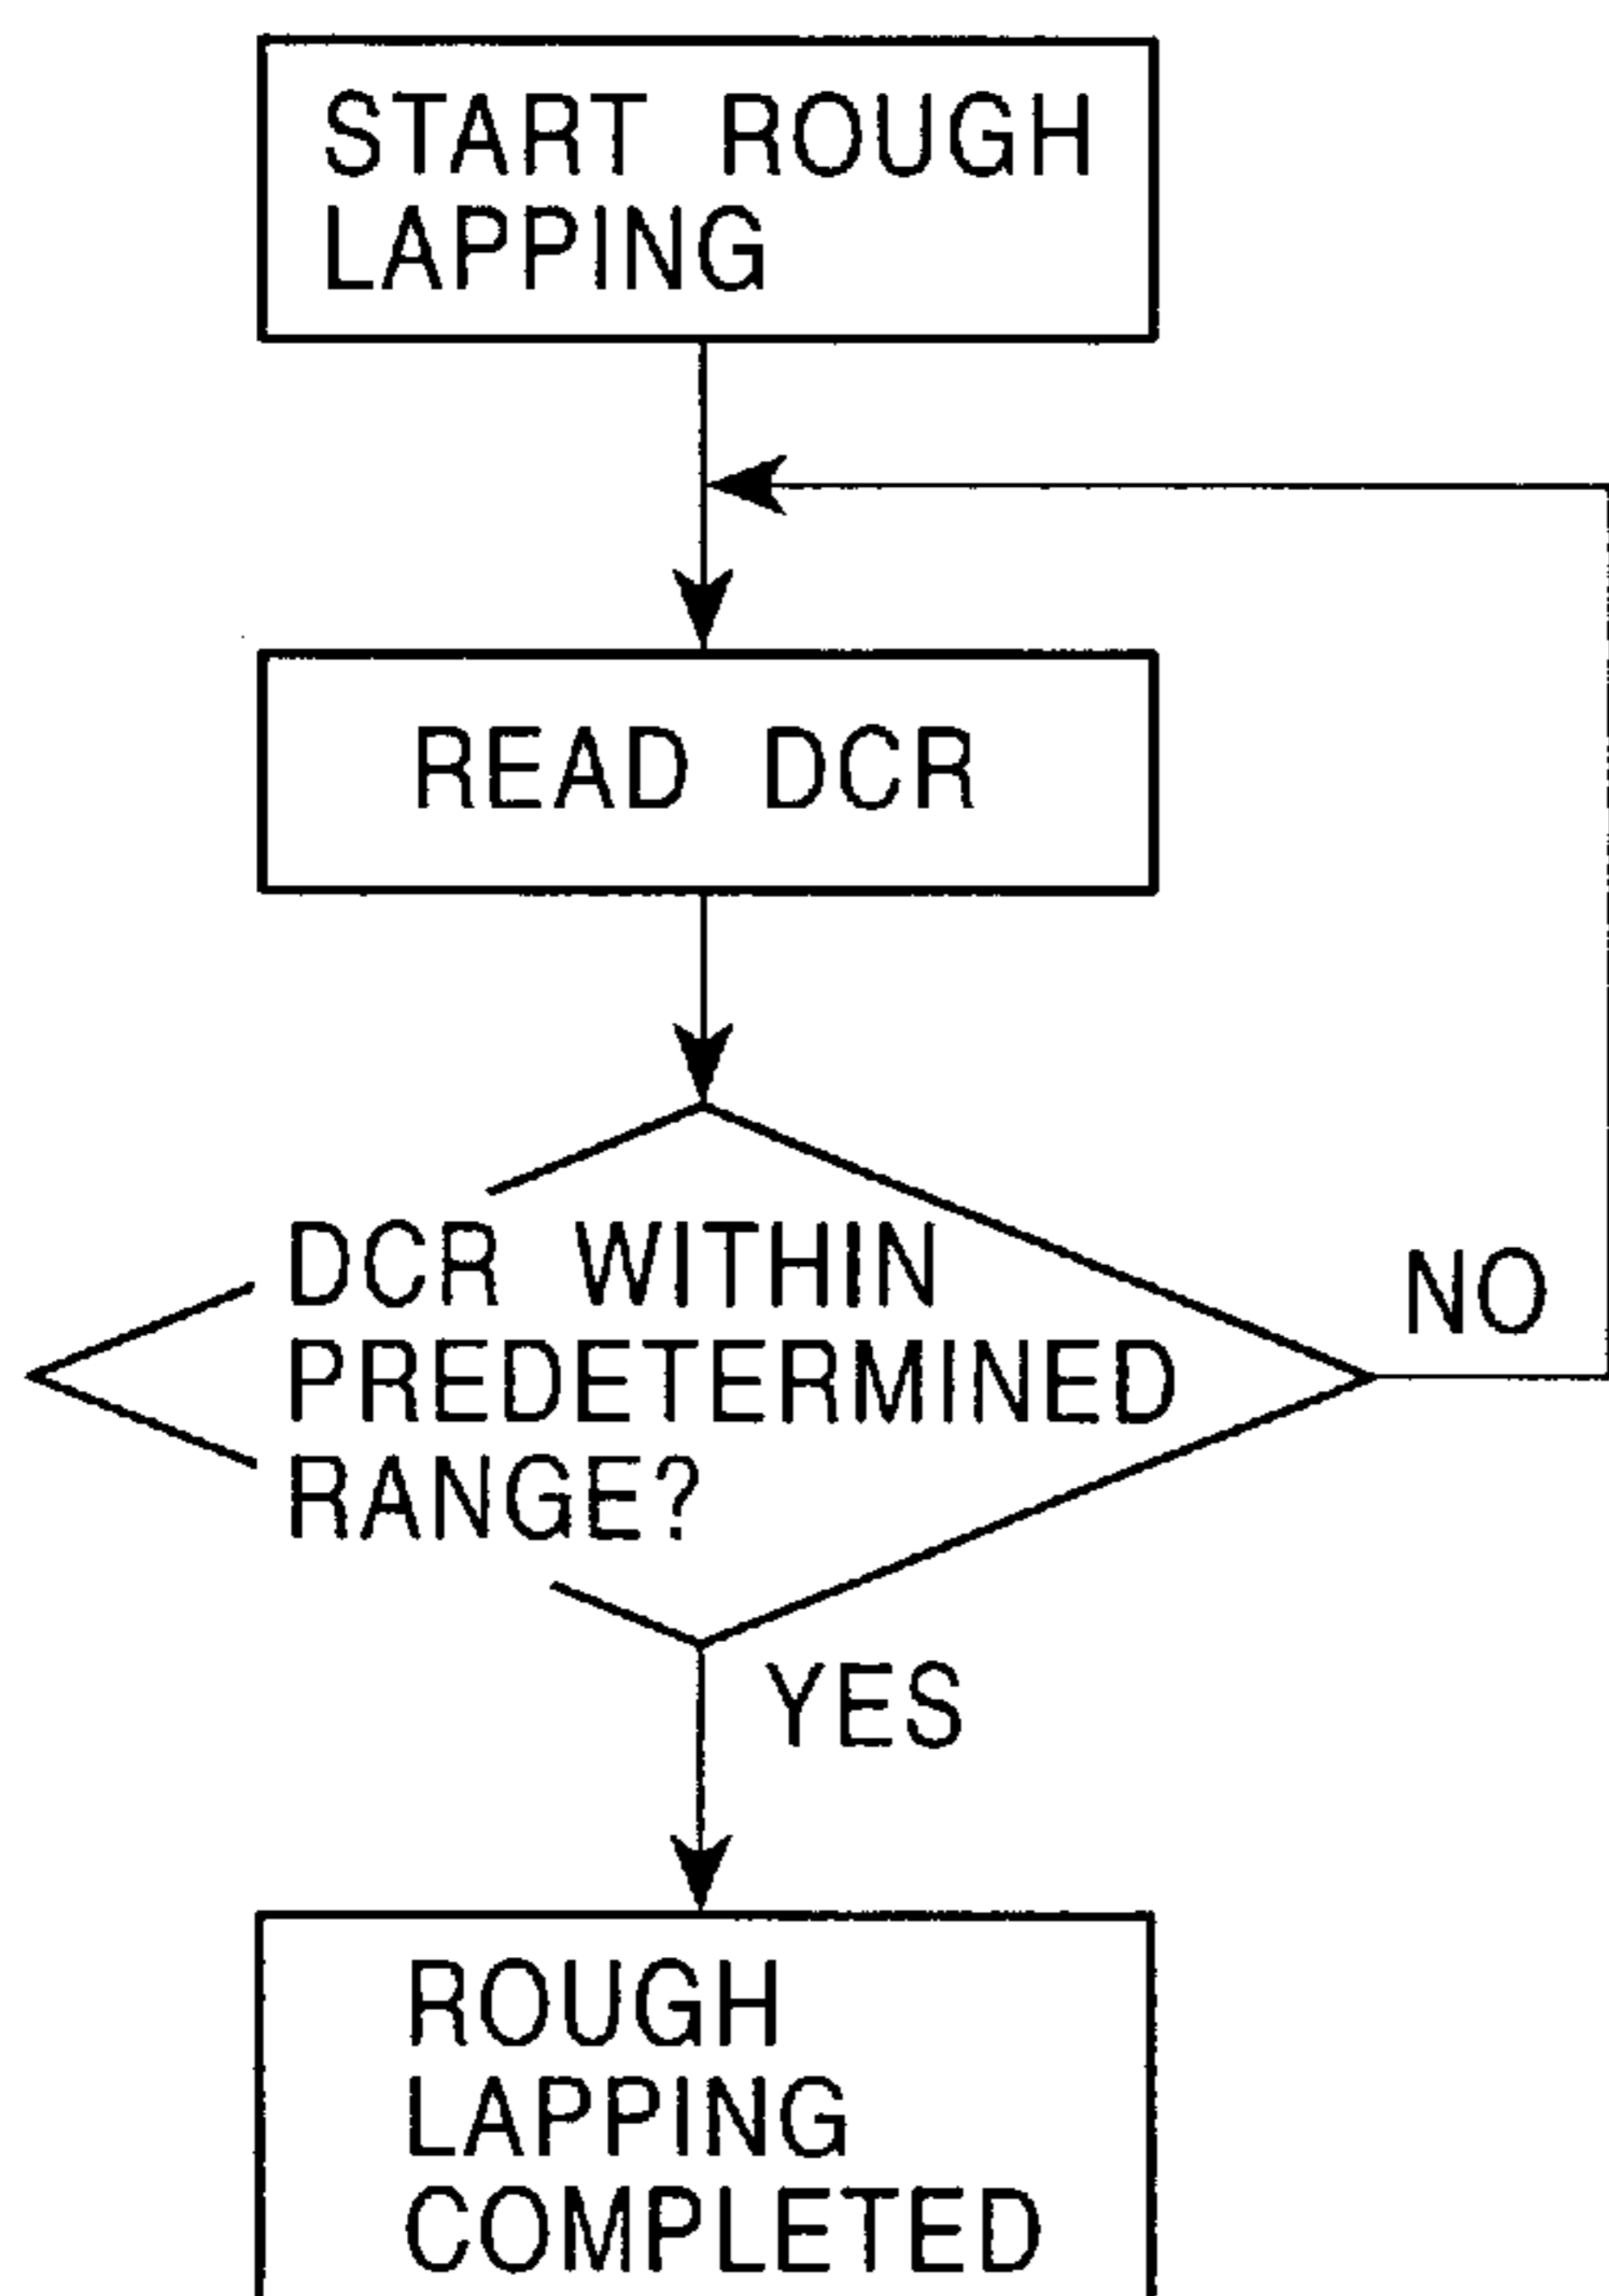 START ROUGH
LAPPING
READ DCR
DCR WITHIN
PREDETERMINED
RANGE?
NO
YES
ROUGH
LAPPING
COMPLETED